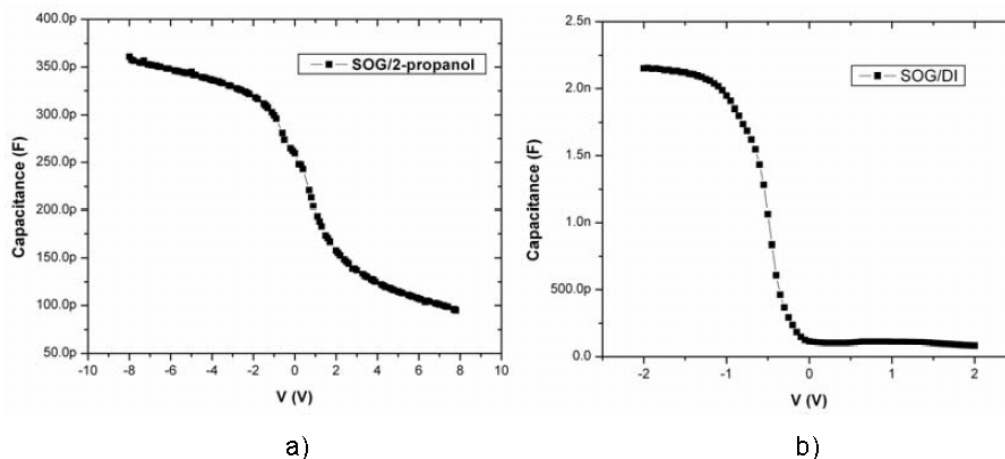 400.0p
350.0p
300.0p
250.0p
200.0p
150.0p
100.0p
50.0p
Capacitance (F)
SOG/2-propanol
-10 -8 -6 -4 -2 0 2 4 6 8 10
V (V)
a)
2.5n
2.0n
1.5n
1.0n
500.0p
0.0
Capacitance (F)
SOG/DI
-2 -1 0 1 2
V (V)
b)